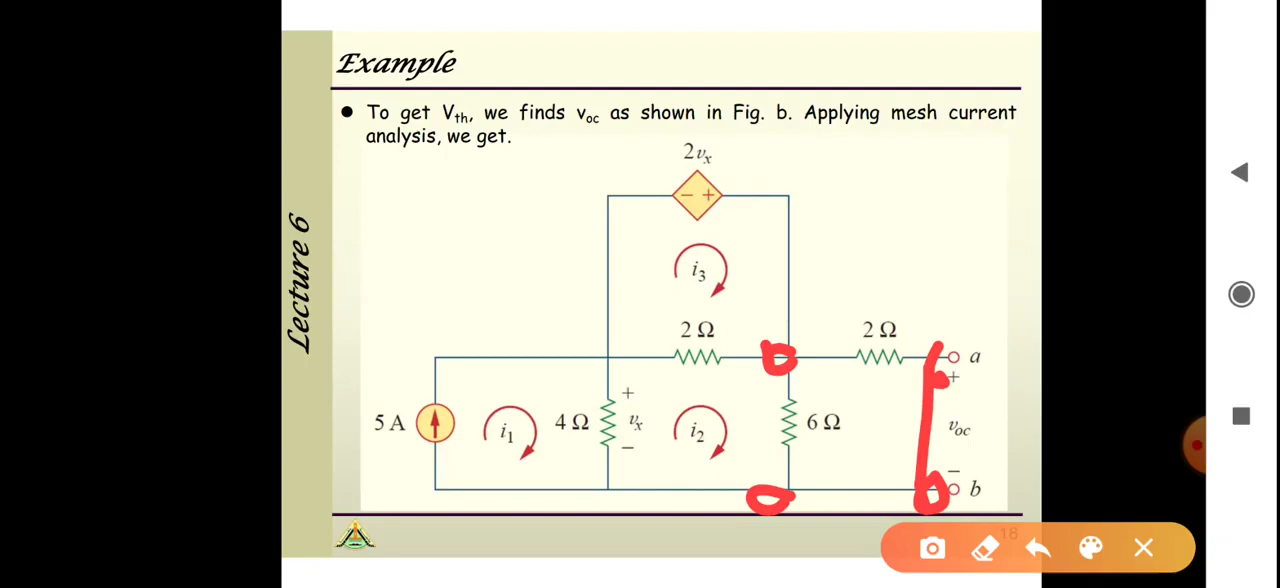 Example
Lecture 6
● To get Vth, we finds voc as shown in Fig. b. Applying mesh current
analysis, we get.
2vx
− +
i3
2 Ω
2 Ω
a
+
5 A
i1
4 Ω
+
vx
−
i2
6 Ω
voc
−
b
18